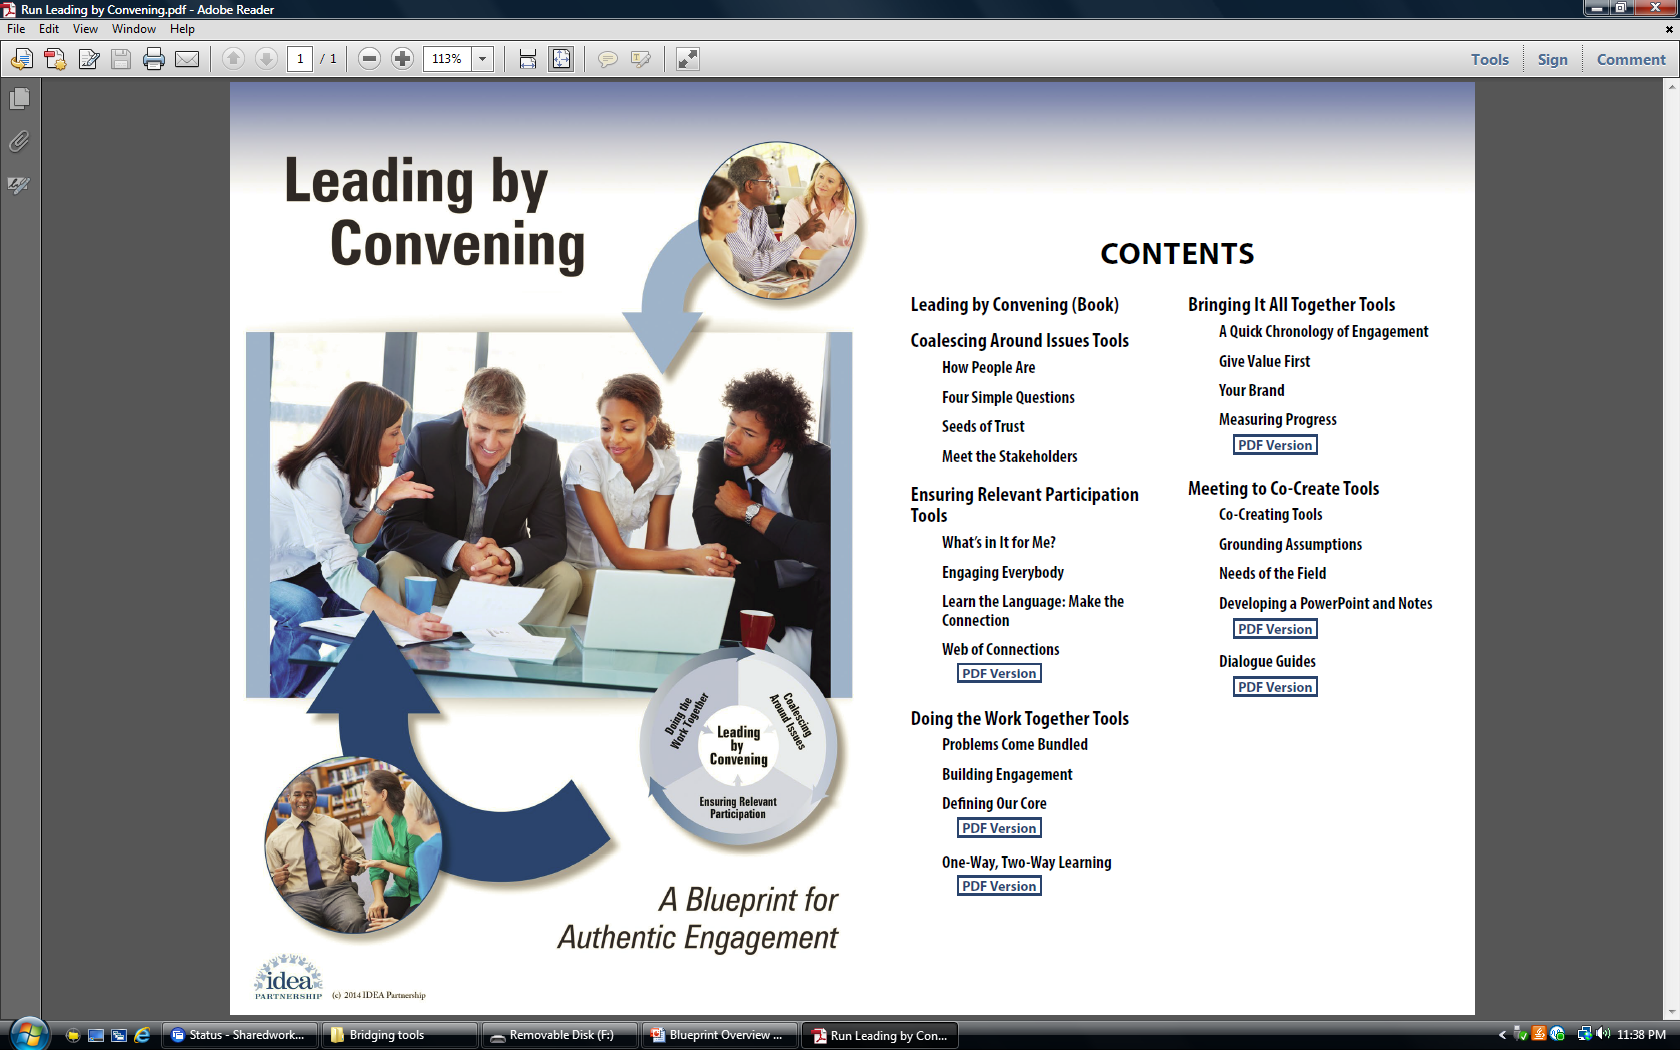 Run Leading by Convening.pdf - Adobe Reader
File Edit View Window Help
1 / 1 113% Tools Sign Comment
Leading by
Convening
CONTENTS
Leading by Convening (Book)
Coalescing Around Issues Tools
How People Are
Four Simple Questions
Seeds of Trust
Meet the Stakeholders
Ensuring Relevant Participation
Tools
What's in It for Me?
Engaging Everybody
Learn the Language: Make the
Connection
Web of Connections
PDF Version
Doing the Work Together Tools
Problems Come Bundled
Building Engagement
Defining Our Core
PDF Version
One-Way, Two-Way Learning
PDF Version
Bringing It All Together Tools
A Quick Chronology of Engagement
Give Value First
Your Brand
Measuring Progress
PDF Version
Meeting to Co-Create Tools
Co-Creating Tools
Grounding Assumptions
Needs of the Field
Developing a PowerPoint and Notes
PDF Version
Dialogue Guides
PDF Version
Doing the
Work Together
Coalescing
Around Issues
Leading
by
Convening
Ensuring Relevant
Participation
A Blueprint for
Authentic Engagement
idea
PARTNERSHIP
(c) 2014 IDEA Partnership
Status - Sharedwork... Bridging tools Removable Disk (F:) Blueprint Overview ... Run Leading by Con... 11:38 PM